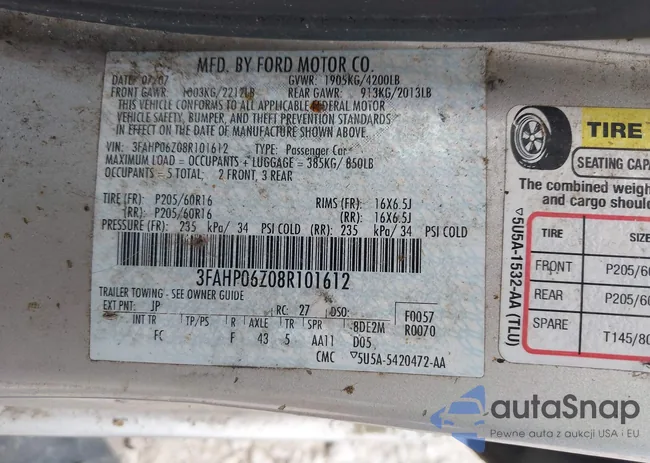 MFD. BY FORD MOTOR CO.
DATE: 07/07 GVWR: 1905KG/4200LB
FRONT GAWR: 1003KG/2212LB REAR GAWR: 913KG/2013LB
THIS VEHICLE CONFORMS TO ALL APPLICABLE FEDERAL MOTOR
VEHICLE SAFETY, BUMPER, AND THEFT PREVENTION STANDARDS
IN EFFECT ON THE DATE OF MANUFACTURE SHOWN ABOVE.
VIN: 3FAHP06Z08R101612 TYPE: Passenger Car
MAXIMUM LOAD = OCCUPANTS + LUGGAGE = 385KG/ 850LB
OCCUPANTS = 5 TOTAL; 2 FRONT, 3 REAR
TIRE (FR): P205/60R16 RIMS (FR): 16X6.5J
(RR): P205/60R16 (RR): 16X6.5J
PRESSURE (FR): 235 kPa/ 34 PSI COLD (RR): 235 kPa/ 34 PSI COLD
3FAHP06Z08R101612
TRAILER TOWING - SEE OWNER GUIDE
EXT PNT: JP RC: 27 DSO: F0057
R0070
INT TR TP/PS R AXLE TR SPR 8DE2M
FC F 43 5 AA11 D05
CMC ▽5U5A-5420472-AA
TIRE
SEATING CAPA
The combined weigh
and cargo shoule
TIRE SIZE
FRONT P205/60
REAR P205/60
SPARE T145/80
▽5U5A-1532-AA (TLU)
autaSnap
Pewne auta z aukcji USA i EU